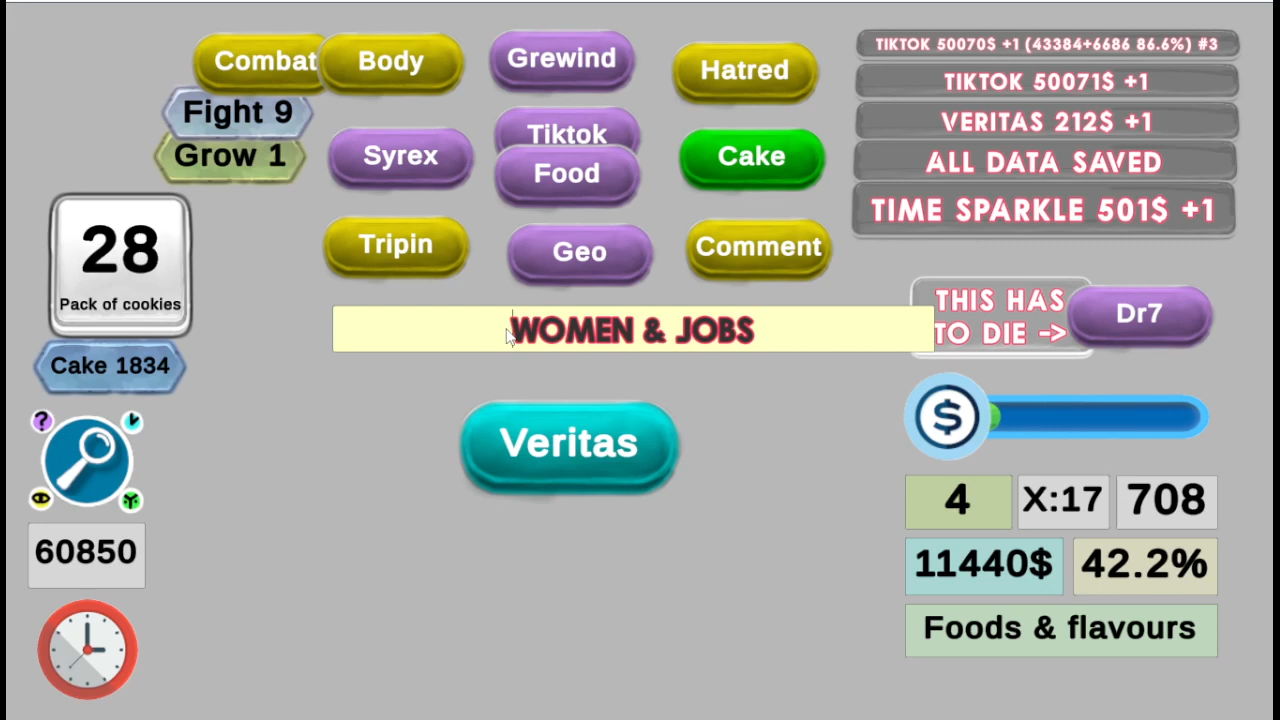 Combat
Body
Grewind
Hatred
Fight 9
Grow 1
Syrex
Tiktok
Food
Cake
Tripin
Geo
Comment
TIKTOK 50070$ +1 (43384+6686 86.6%) #3
TIKTOK 50071$ +1
VERITAS 212$ +1
ALL DATA SAVED
TIME SPARKLE 501$ +1
28
Pack of cookies
Cake 1834
WOMEN & JOBS
THIS HAS
TO DIE ->
Dr7
Veritas
$
4
X:17
708
11440$
42.2%
Foods & flavours
?
60850